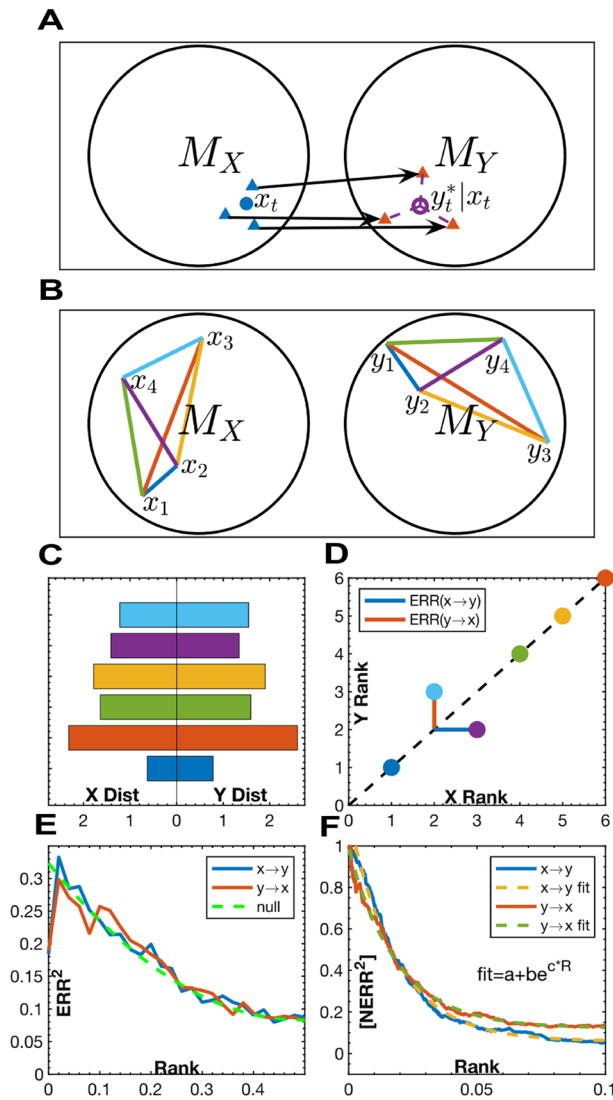 A
M_X
M_Y
x_t
y_t^*|x_t
B
x_3
y_1
y_4
x_4
y_2
M_X
M_Y
x_2
y_3
x_1
C
X Dist
Y Dist
2 1 0 1 2
D
ERR(x→y)
ERR(y→x)
Y Rank
6
5
4
3
2
1
0 1 2 3 4 5 6
X Rank
E
x→y
y→x
null
ERR²
0.3
0.25
0.2
0.15
0.1
0.05
0
Rank
0 0.1 0.2 0.3 0.4
F
x→y
x→y fit
y→x
y→x fit
fit=a+be^{c*R}
[NERR²]
1
0.8
0.6
0.4
0.2
0
Rank
0 0.05 0.1